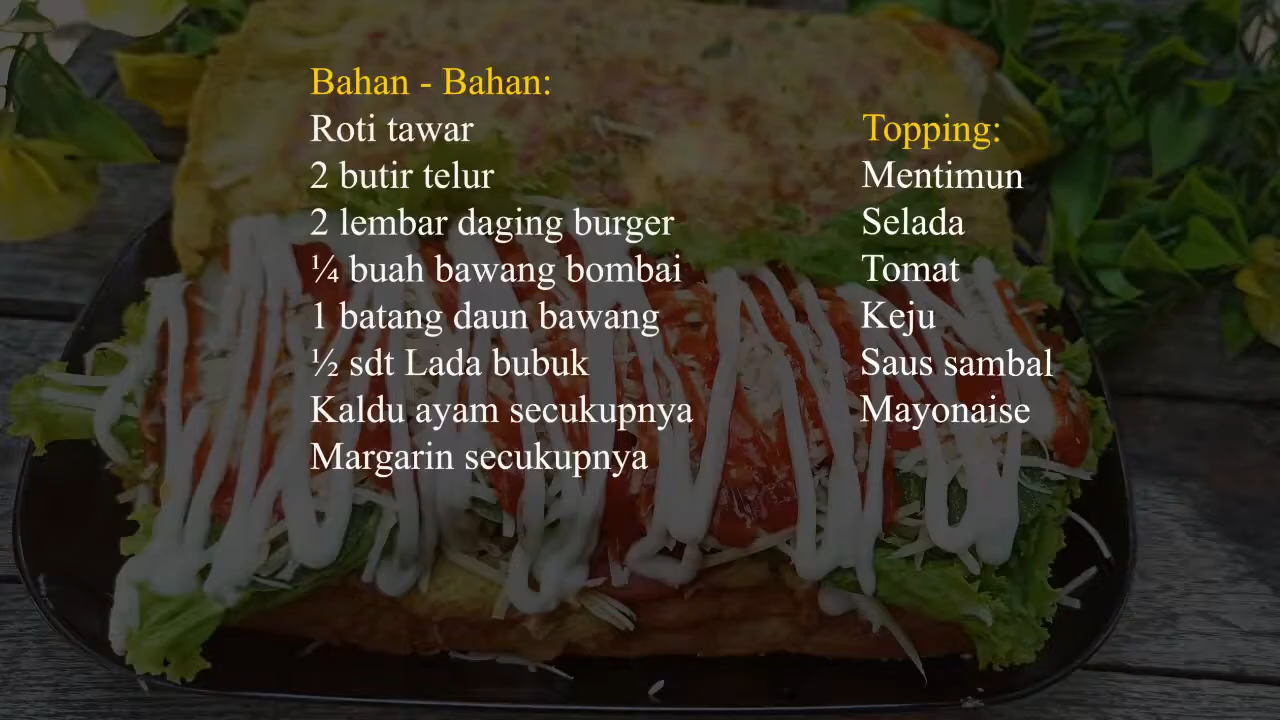 Bahan - Bahan:
Roti tawar
2 butir telur
2 lembar daging burger
¼ buah bawang bombai
1 batang daun bawang
½ sdt Lada bubuk
Kaldu ayam secukupnya
Margarin secukupnya
Topping:
Mentimun
Selada
Tomat
Keju
Saus sambal
Mayonaise